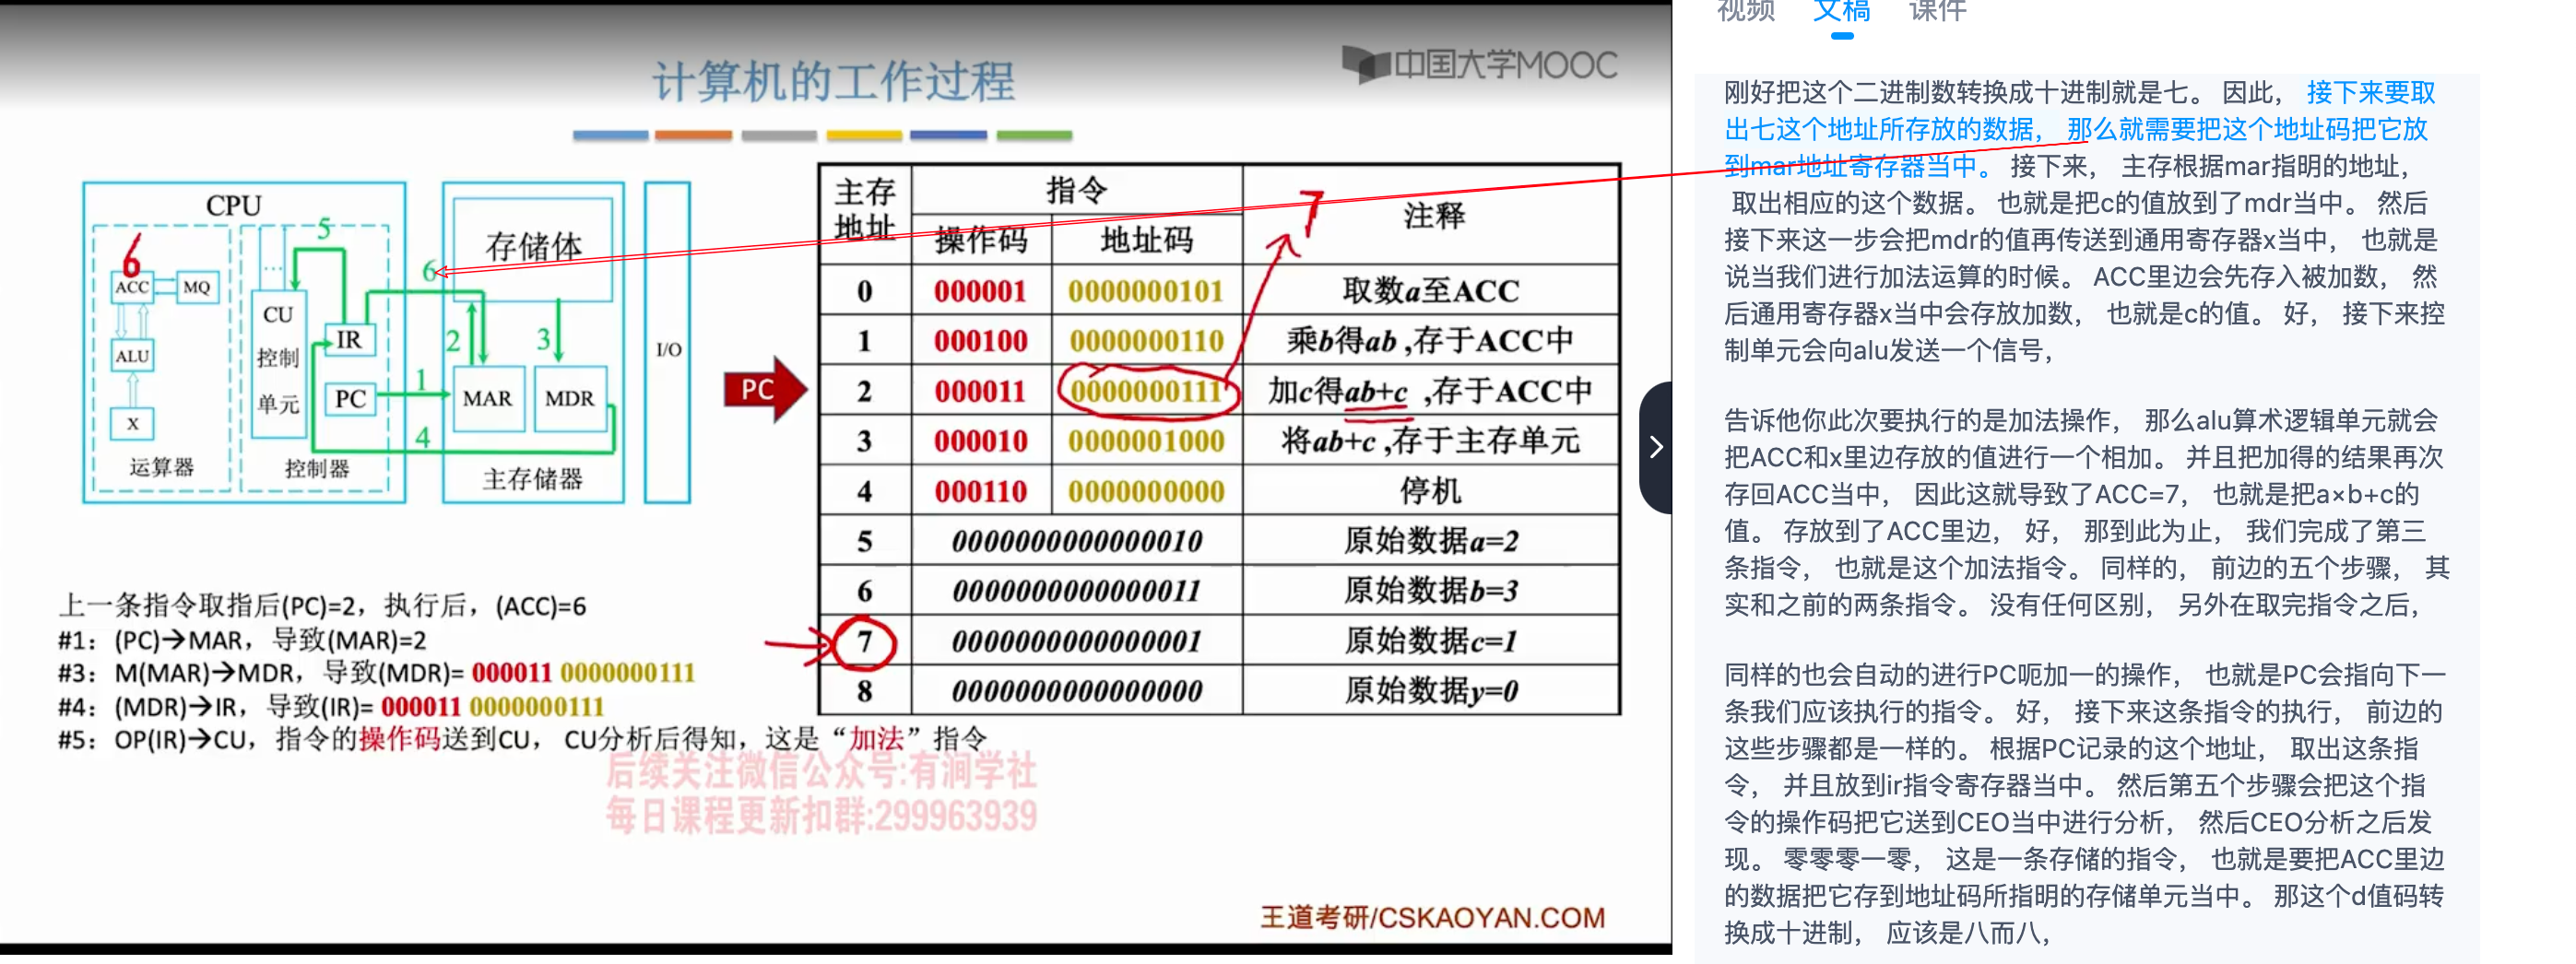 计算机的工作过程
中国大学MOOC
CPU
6
ACC
MQ
ALU
X
运算器
5
...
CU
控制
单元
IR
PC
控制器
6
1
2
3
4
存储体
MAR
MDR
主存储器
I/O
PC
主存地址 指令 注释
操作码 地址码
7
0 000001 0000000101 取数a至ACC
1 000100 0000000110 乘b得ab ,存于ACC中
2 000011 0000000111 加c得ab+c ,存于ACC中
3 000010 0000001000 将ab+c ,存于主存单元
4 000110 0000000000 停机
5 0000000000000010 原始数据a=2
6 0000000000000011 原始数据b=3
7 0000000000000001 原始数据c=1
8 0000000000000000 原始数据y=0
上一条指令取指后(PC)=2，执行后，(ACC)=6
#1：(PC)→MAR，导致(MAR)=2
#3：M(MAR)→MDR，导致(MDR)= 000011 0000000111
#4：(MDR)→IR，导致(IR)= 000011 0000000111
#5：OP(IR)→CU，指令的操作码送到CU，CU分析后得知，这是“加法”指令
后续关注微信公众号:有涧学社
每日课程更新扣群:299963939
王道考研/CSKAOYAN.COM
视频 文稿 课件
刚好把这个二进制数转换成十进制就是七。 因此， 接下来要取
出七这个地址所存放的数据， 那么就需要把这个地址码把它放
到mar地址寄存器当中。 接下来， 主存根据mar指明的地址，
取出相应的这个数据。 也就是把c的值放到了mdr当中。 然后
接下来这一步会把mdr的值再传送到通用寄存器x当中， 也就是
说当我们进行加法运算的时候。 ACC里边会先存入被加数， 然
后通用寄存器x当中会存放加数， 也就是c的值。 好， 接下来控
制单元会向alu发送一个信号，
告诉他你此次要执行的是加法操作， 那么alu算术逻辑单元就会
把ACC和x里边存放的值进行一个相加。 并且把加得的结果再次
存回ACC当中， 因此这就导致了ACC=7， 也就是把a×b+c的
值。 存放到了ACC里边， 好， 那到此为止， 我们完成了第三
条指令， 也就是这个加法指令。 同样的， 前边的五个步骤， 其
实和之前的两条指令。 没有任何区别， 另外在取完指令之后，
同样的也会自动的进行PC呃加一的操作， 也就是PC会指向下一
条我们应该执行的指令。 好， 接下来这条指令的执行， 前边的
这些步骤都是一样的。 根据PC记录的这个地址， 取出这条指
令， 并且放到ir指令寄存器当中。 然后第五个步骤会把这个指
令的操作码把它送到CEO当中进行分析， 然后CEO分析之后发
现。 零零零一零， 这是一条存储的指令， 也就是要把ACC里边
的数据把它存到地址码所指明的存储单元当中。 那这个d值码转
换成十进制， 应该是八而八，